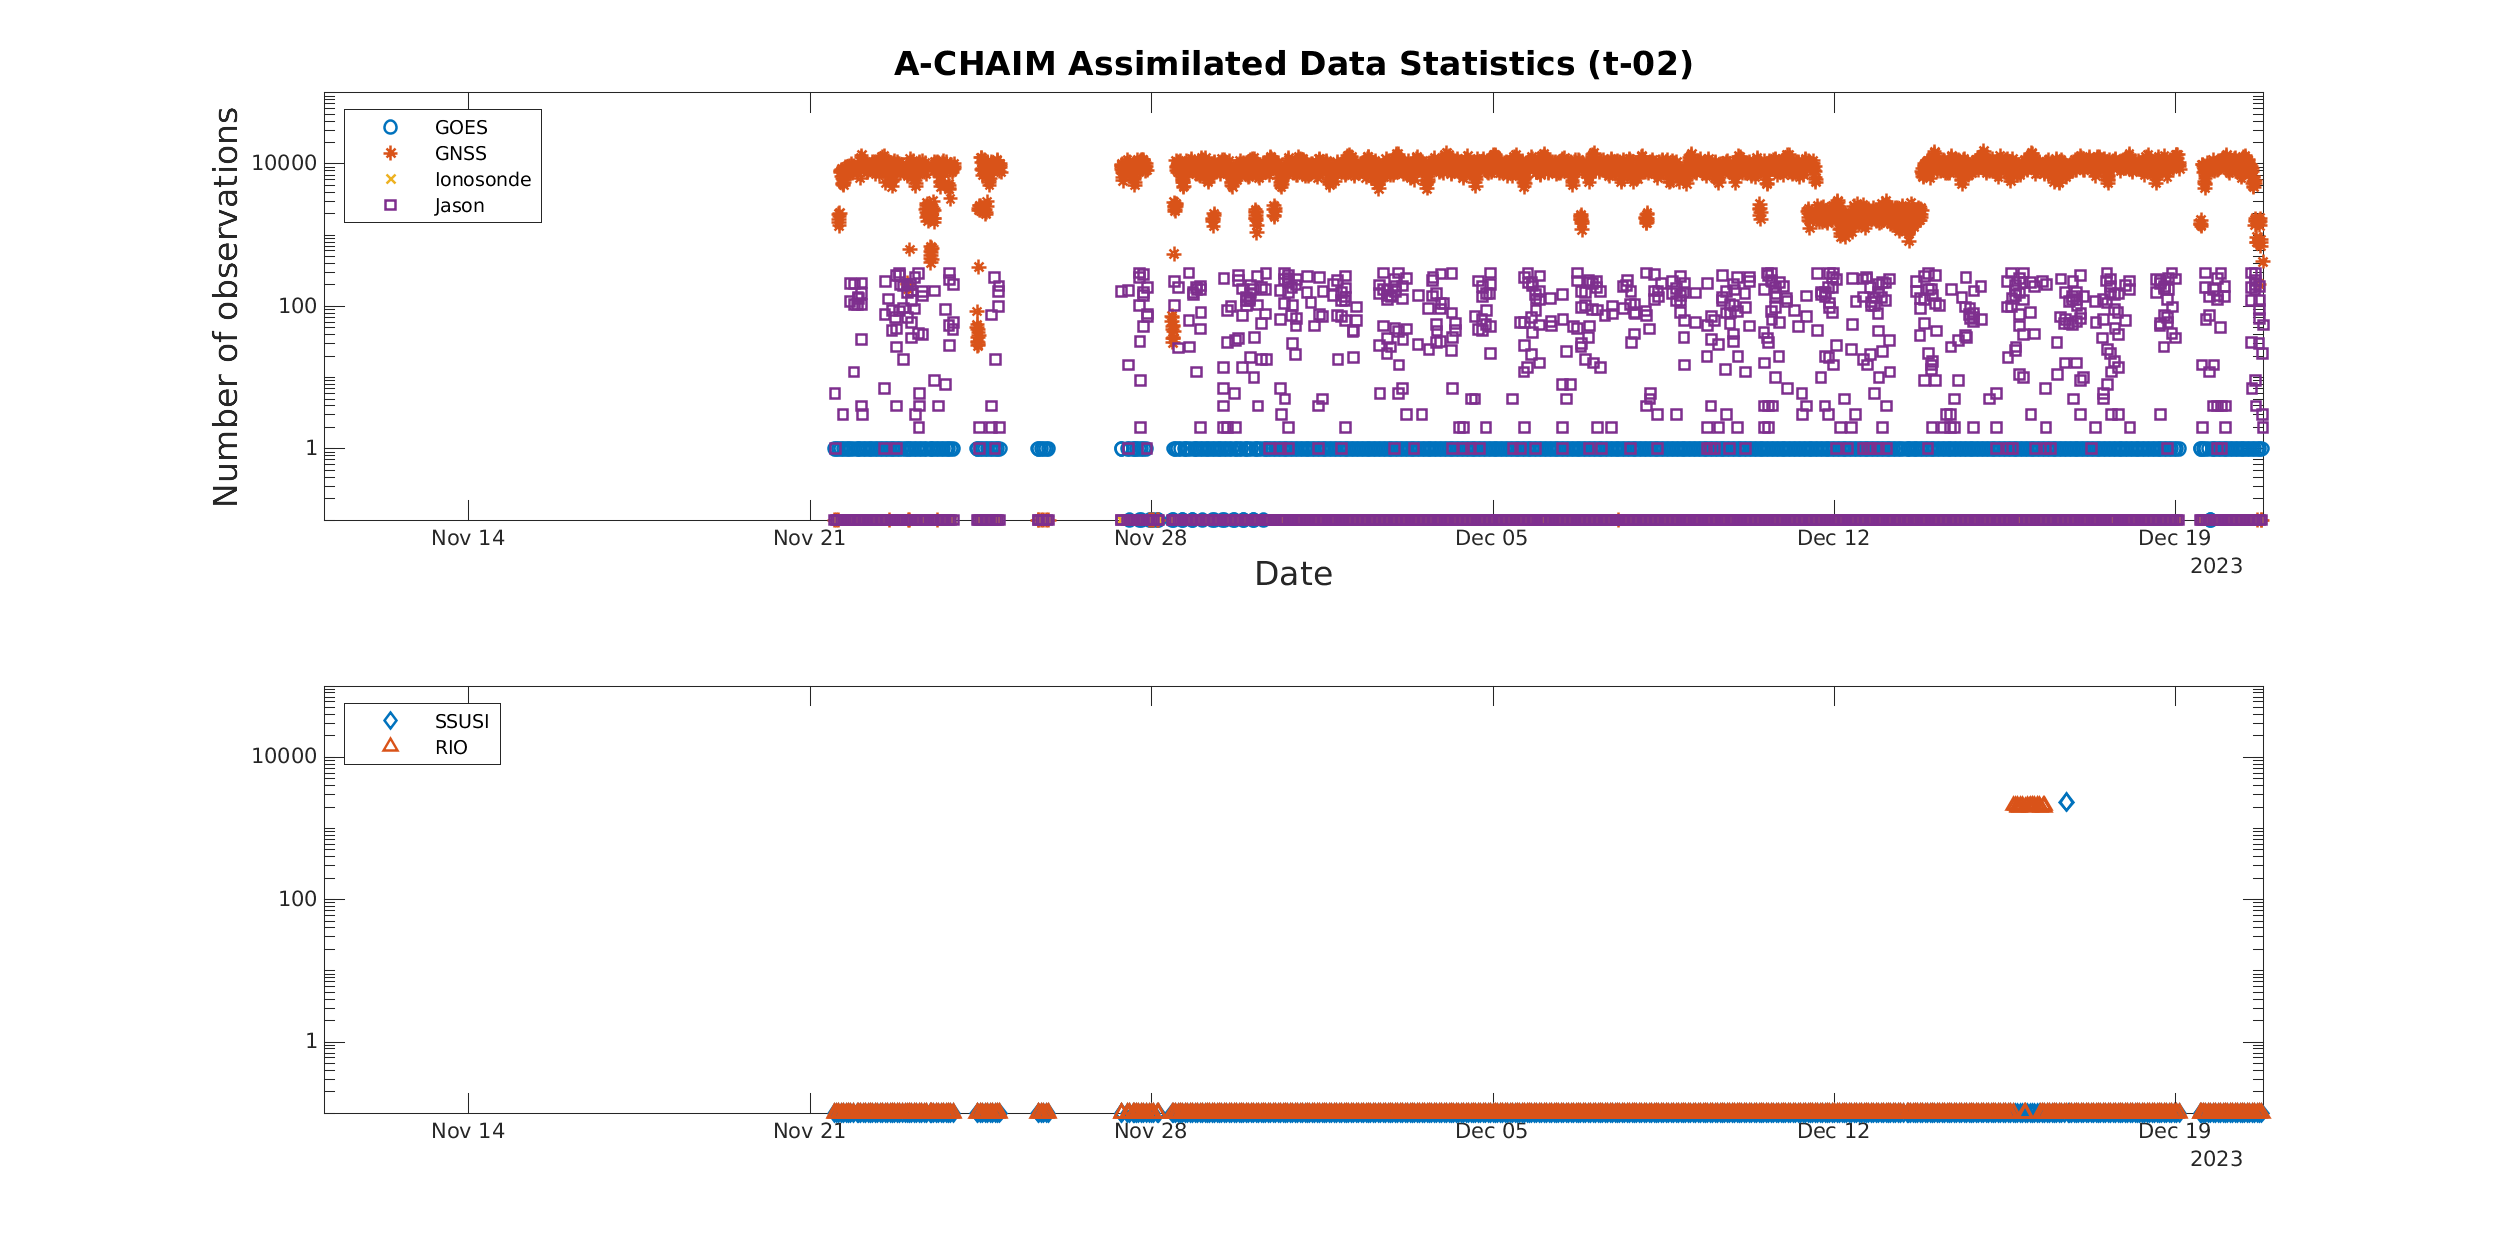 A-CHAIM Assimilated Data Statistics (t-02)
Number of observations
10000
100
1
GOES
GNSS
Ionosonde
Jason
Nov 14 Nov 21 Nov 28 Dec 05 Dec 12 Dec 19
2023
Date
10000
100
1
SSUSI
RIO
Nov 14 Nov 21 Nov 28 Dec 05 Dec 12 Dec 19
2023